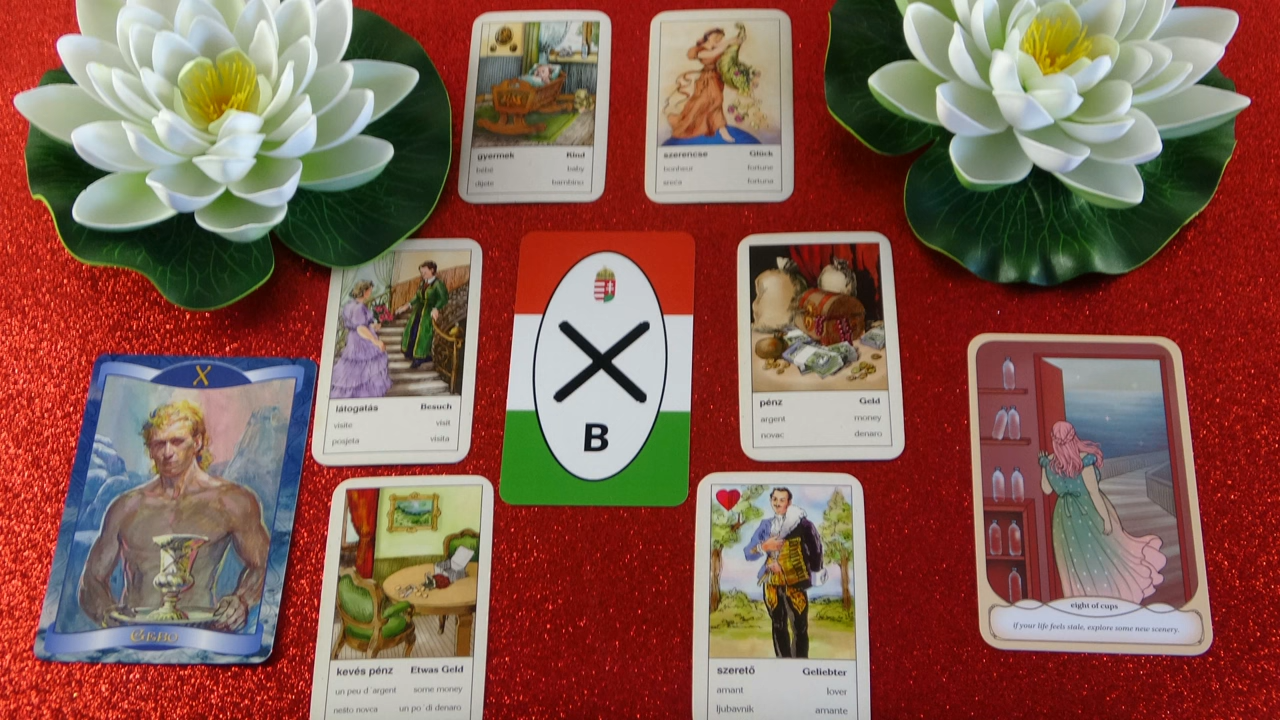 gyermek Kind
bébé baby
dijete bambino
szerencse Glück
bonheur fortune
sreća fortuna
látogatás Besuch
visite visit
posjeta visita
B
pénz Geld
argent money
novac denaro
X
GEBO
eight of cups
if your life feels stale, explore some new scenery.
kevés pénz Etwas Geld
un peu d argent some money
nešto novca un po´di denaro
szerető Geliebter
amant lover
ljubavnik amante